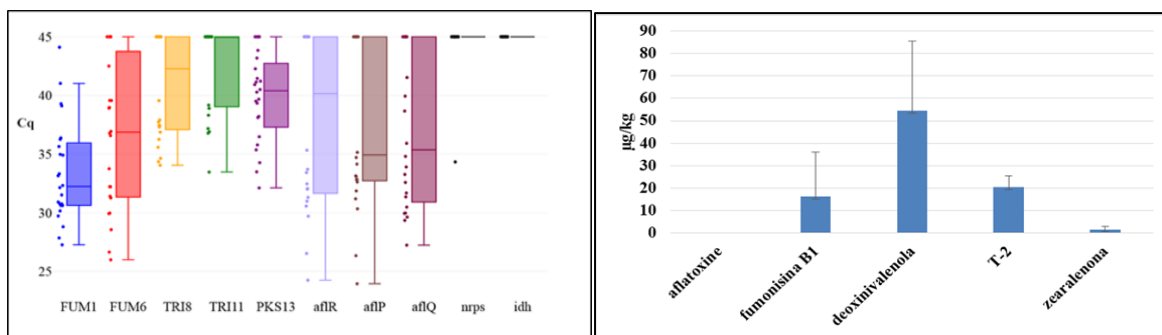 45
40
Cq
35
30
25
FUM1 FUM6 TRI8 TRI11 PKS13 aflR aflP aflQ nrps idh
90
80
70
60
50
40
30
20
10
0
µg/kg
aflatoxine
fumonisina B1
deoxinivalenola
T-2
zearalenona